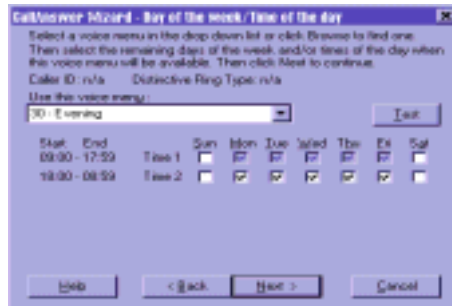 Call Answer Wizard - Day of the week/Time of the day
Select a voice menu in the drop down list or click Browse to find one.
Then select the remaining days of the week and/or times of the day when
this voice menu will be available. Then click Next to continue.
Caller ID: n/a Distinctive Ring Type: n/a
Use this voice menu:
30 - Evening
Test
Start End Sun Mon Tue Wed Thu Fri Sat
09:00 - 17:59 Time 1
18:00 - 08:59 Time 2
Help < Back Next > Cancel